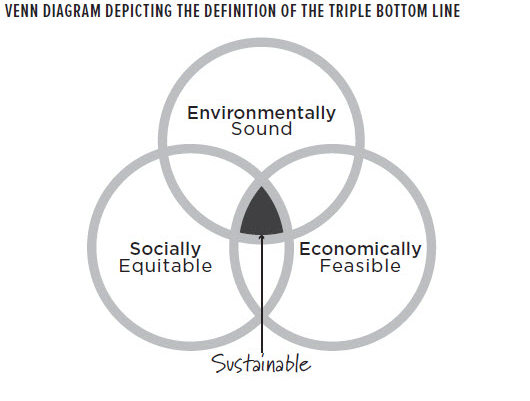 VENN DIAGRAM DEPICTING THE DEFINITION OF THE TRIPLE BOTTOM LINE
Environmentally
Sound
Socially
Equitable
Economically
Feasible
Sustainable